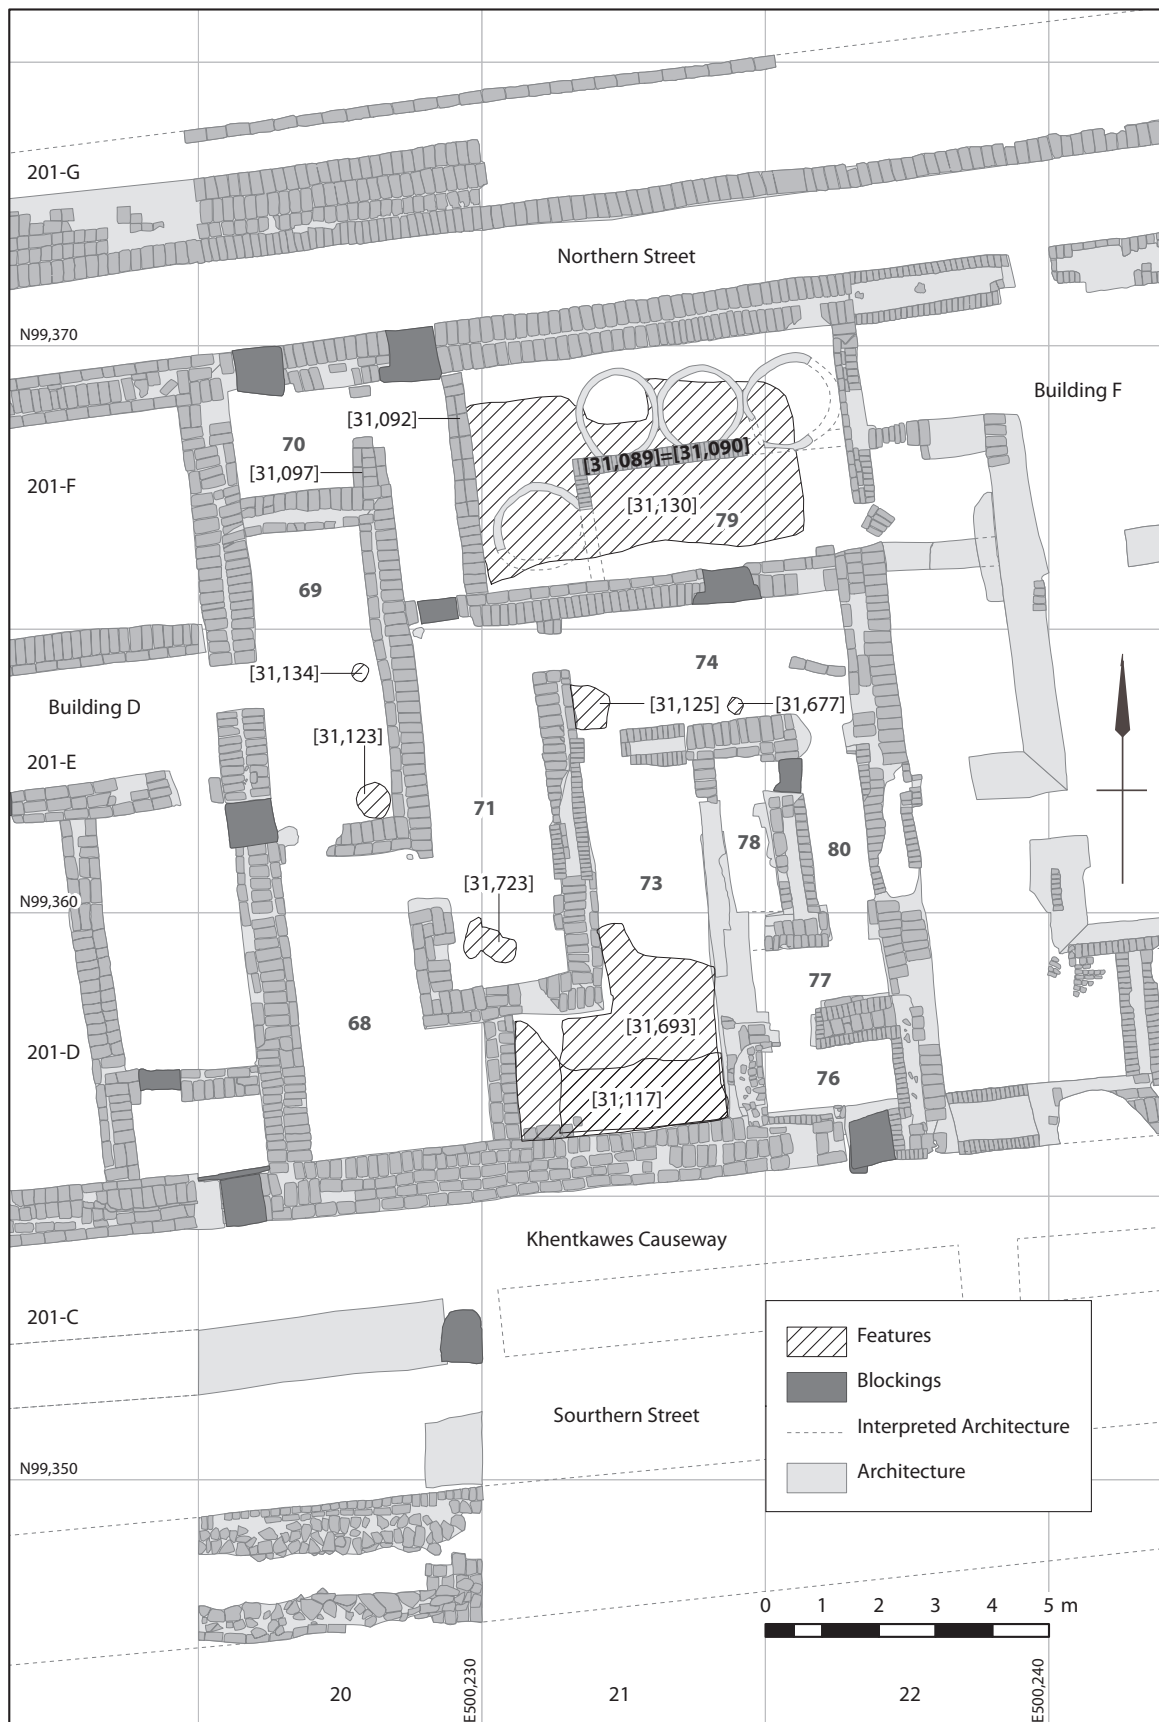 201-G
Northern Street
N99,370
Building F
[31,092]
70
[31,097]
[31,089]=[31,090]
201-F
[31,130]
79
69
74
[31,134]
[31,125]
[31,677]
Building D
[31,123]
201-E
71
78
80
[31,723]
73
N99,360
77
68
[31,693]
201-D
76
[31,117]
Khentkawes Causeway
201-C
Features
Blockings
Sourthern Street
Interpreted Architecture
N99,350
Architecture
0 1 2 3 4 5 m
E500,230
E500,240
20 21 22